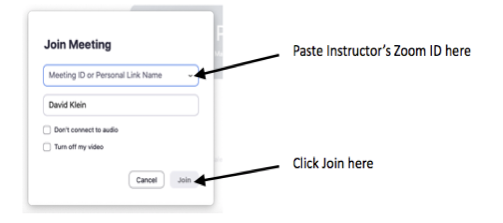 Join Meeting
Paste Instructor's Zoom ID here
Meeting ID or Personal Link Name
David Klein
Don't connect to audio
Turn off my video
Click Join here
Cancel
Join